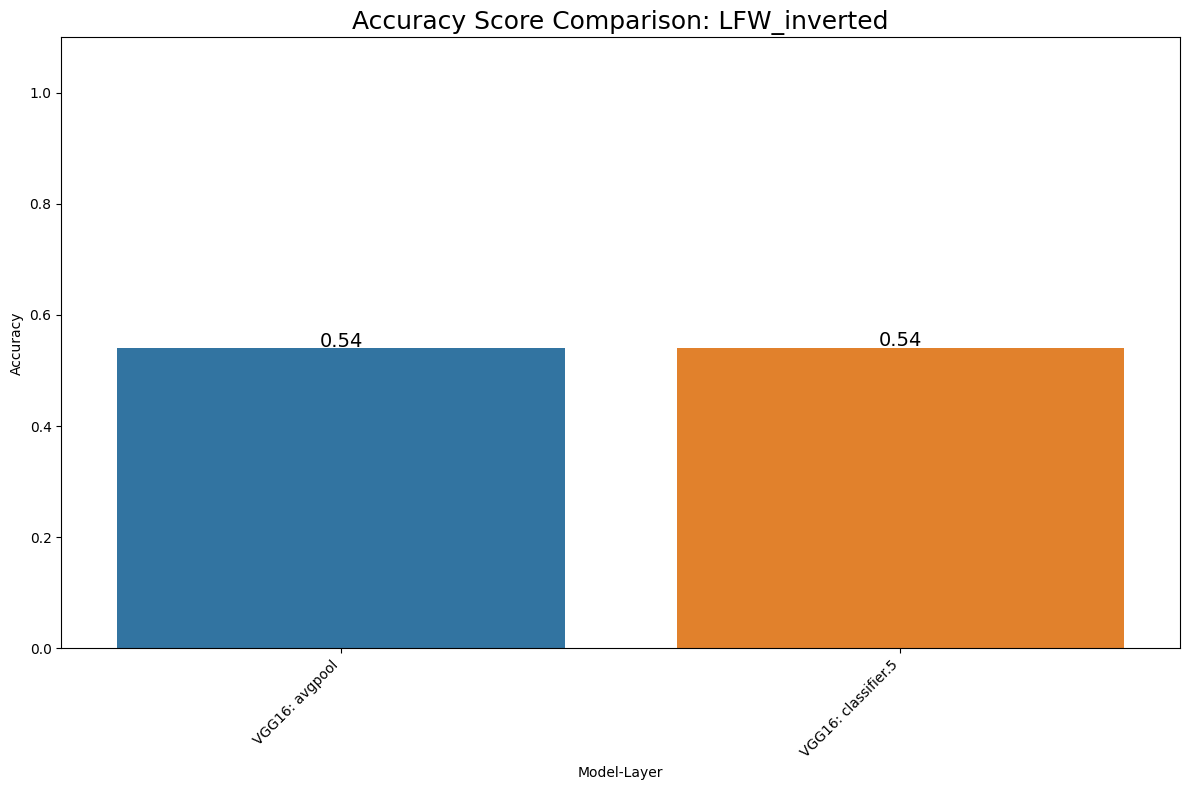 Accuracy Score Comparison: LFW_inverted
1.0
0.8
0.6
0.4
0.2
0.0
Accuracy
0.54
0.54
VGG16: avgpool
VGG16: classifier.5
Model-Layer